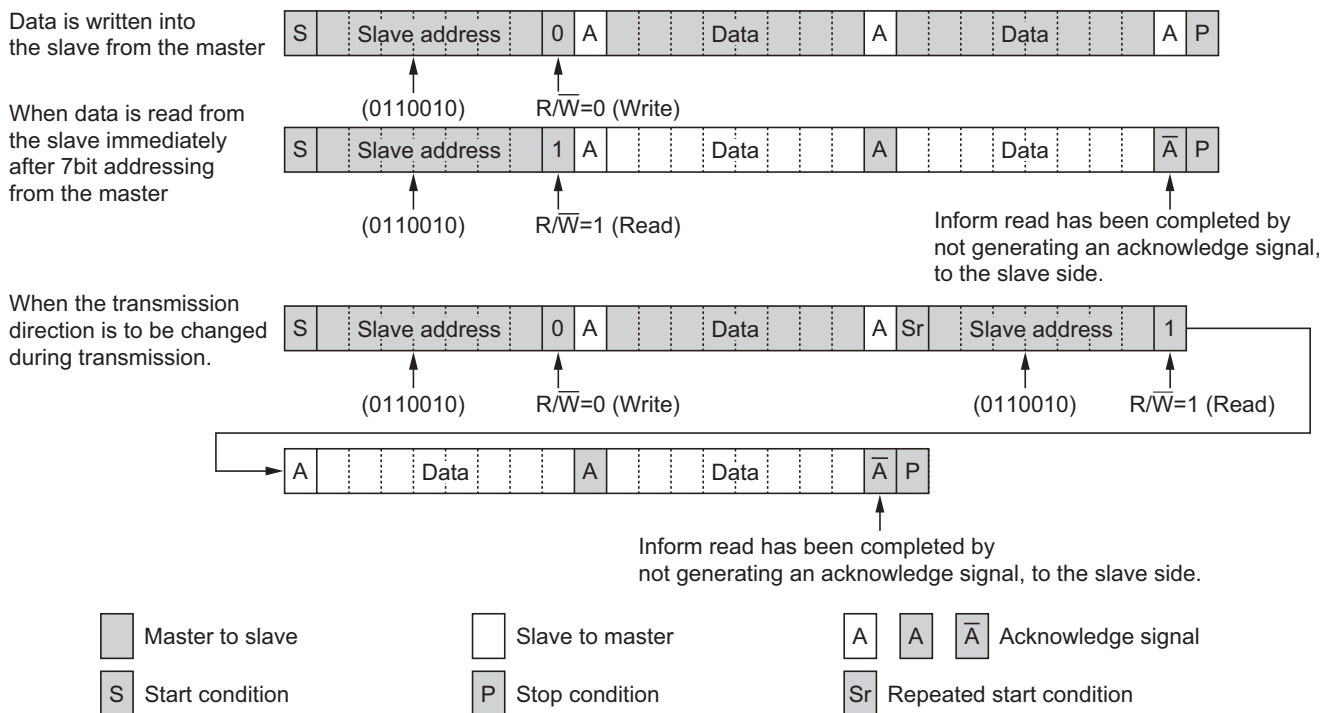 Data is written into
the slave from the master
S Slave address 0 A Data A Data A P
(0110010) R/W̅=0 (Write)
When data is read from
the slave immediately
after 7bit addressing
from the master
S Slave address 1 A Data A Data A̅ P
(0110010) R/W̅=1 (Read)
Inform read has been completed by
not generating an acknowledge signal,
to the slave side.
When the transmission
direction is to be changed
during transmission.
S Slave address 0 A Data A Sr Slave address 1
(0110010) R/W̅=0 (Write) (0110010) R/W̅=1 (Read)
A Data A Data A̅ P
Inform read has been completed by
not generating an acknowledge signal, to the slave side.
Master to slave Slave to master A A A̅ Acknowledge signal
S Start condition P Stop condition Sr Repeated start condition